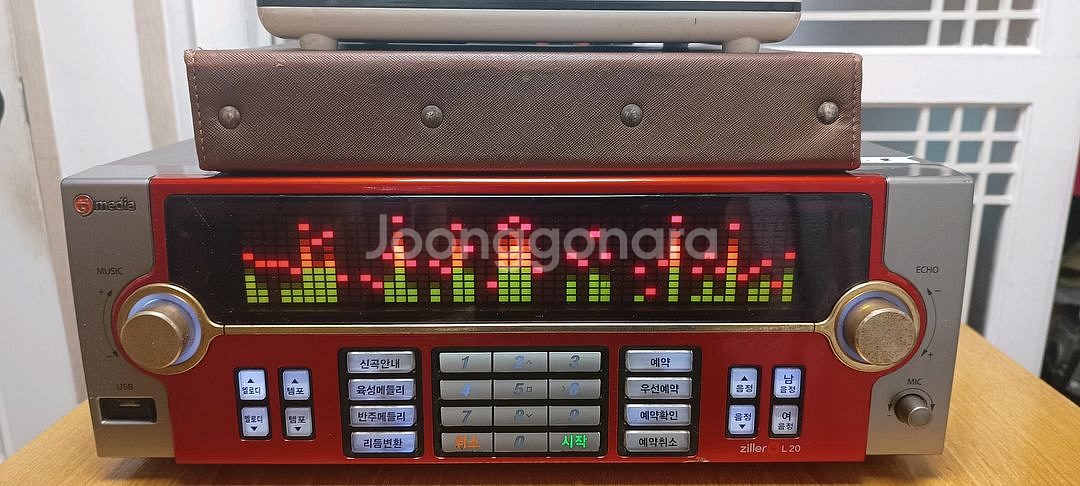 media
Joonggonara
MUSIC
ECHO
USB
MIC
멜로디
템포
멜로디
템포
신곡안내
육성메들리
반주메들리
리듬변환
1
2
3
4
5
6
7
8
9
취소
0
시작
예약
우선예약
예약확인
예약취소
음정
남
음정
음정
여
음정
ziller L 20